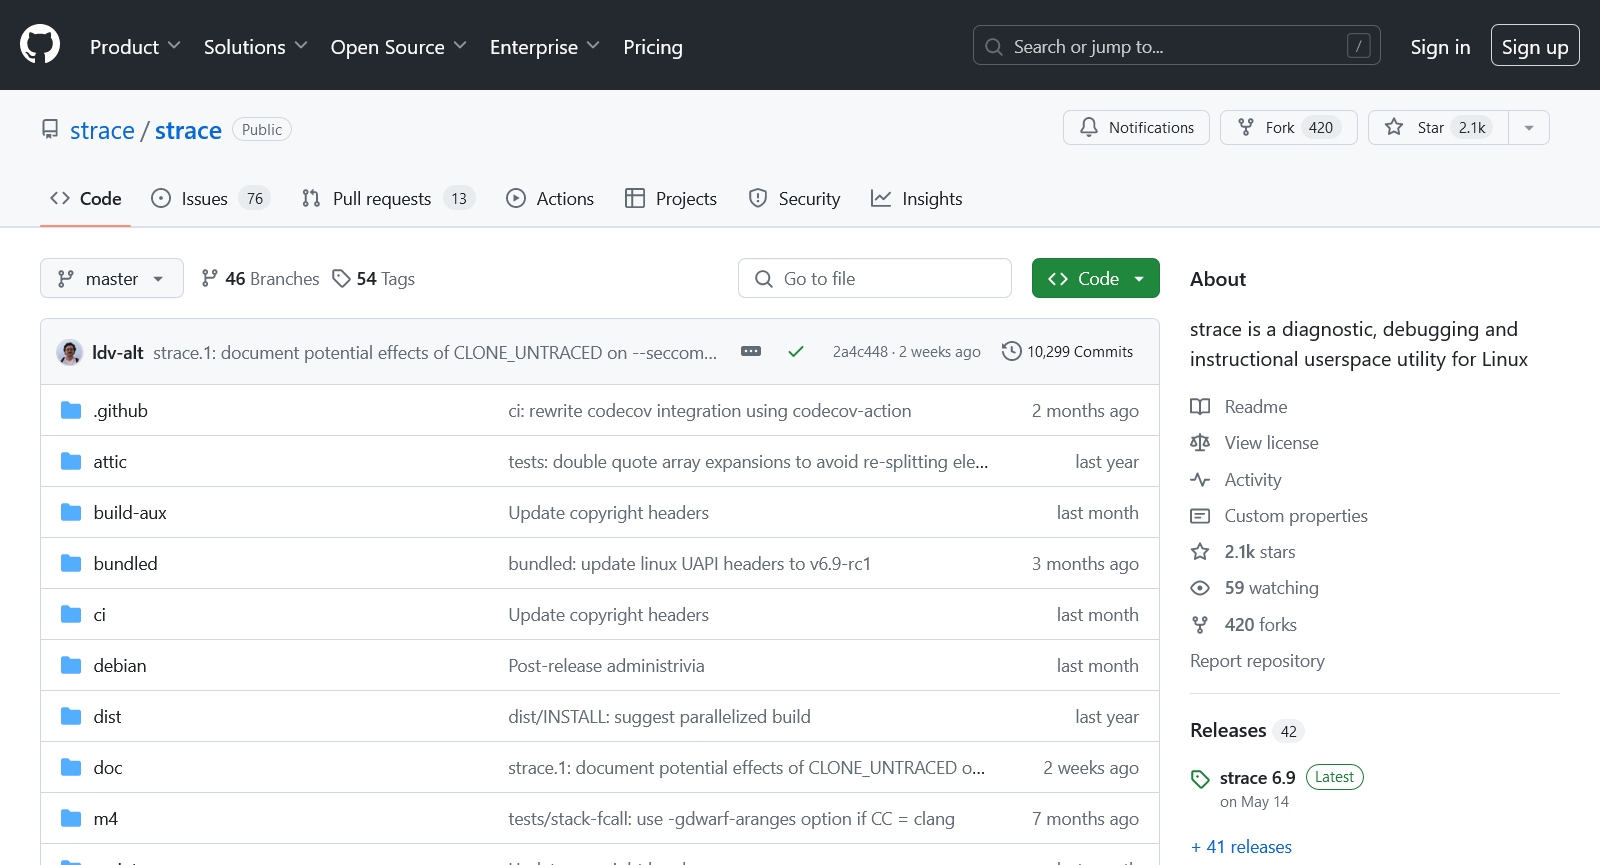 Product Solutions Open Source Enterprise Pricing Search or jump to... / Sign in Sign up
strace / strace Public Notifications Fork 420 Star 2.1k
Code Issues 76 Pull requests 13 Actions Projects Security Insights
master 46 Branches 54 Tags Go to file Code
ldv-alt strace.1: document potential effects of CLONE_UNTRACED on --seccom... 2a4c448 · 2 weeks ago 10,299 Commits
.github ci: rewrite codecov integration using codecov-action 2 months ago
attic tests: double quote array expansions to avoid re-splitting ele... last year
build-aux Update copyright headers last month
bundled bundled: update linux UAPI headers to v6.9-rc1 3 months ago
ci Update copyright headers last month
debian Post-release administrivia last month
dist dist/INSTALL: suggest parallelized build last year
doc strace.1: document potential effects of CLONE_UNTRACED o... 2 weeks ago
m4 tests/stack-fcall: use -gdwarf-aranges option if CC = clang 7 months ago
About
strace is a diagnostic, debugging and
instructional userspace utility for Linux
Readme
View license
Activity
Custom properties
2.1k stars
59 watching
420 forks
Report repository
Releases 42
strace 6.9 Latest
on May 14
+ 41 releases